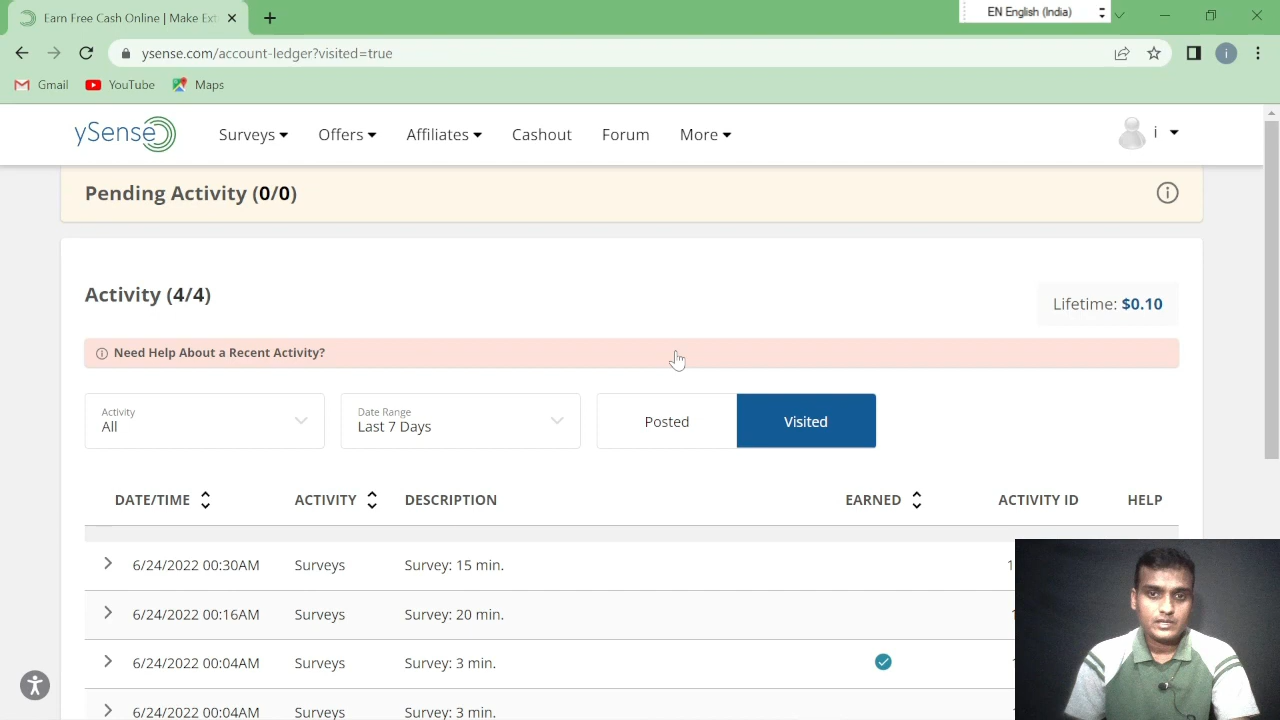 Earn Free Cash Online | Make Ext
EN English (India)
ysense.com/account-ledger?visited=true
i
Gmail YouTube Maps
ySense Surveys Offers Affiliates Cashout Forum More i
Pending Activity (0/0)
Activity (4/4)
Lifetime: $0.10
Need Help About a Recent Activity?
Activity
All
Date Range
Last 7 Days
Posted Visited
DATE/TIME ACTIVITY DESCRIPTION EARNED ACTIVITY ID HELP
6/24/2022 00:30AM Surveys Survey: 15 min. 1
6/24/2022 00:16AM Surveys Survey: 20 min.
6/24/2022 00:04AM Surveys Survey: 3 min.
6/24/2022 00:04AM Surveys Survey: 3 min.